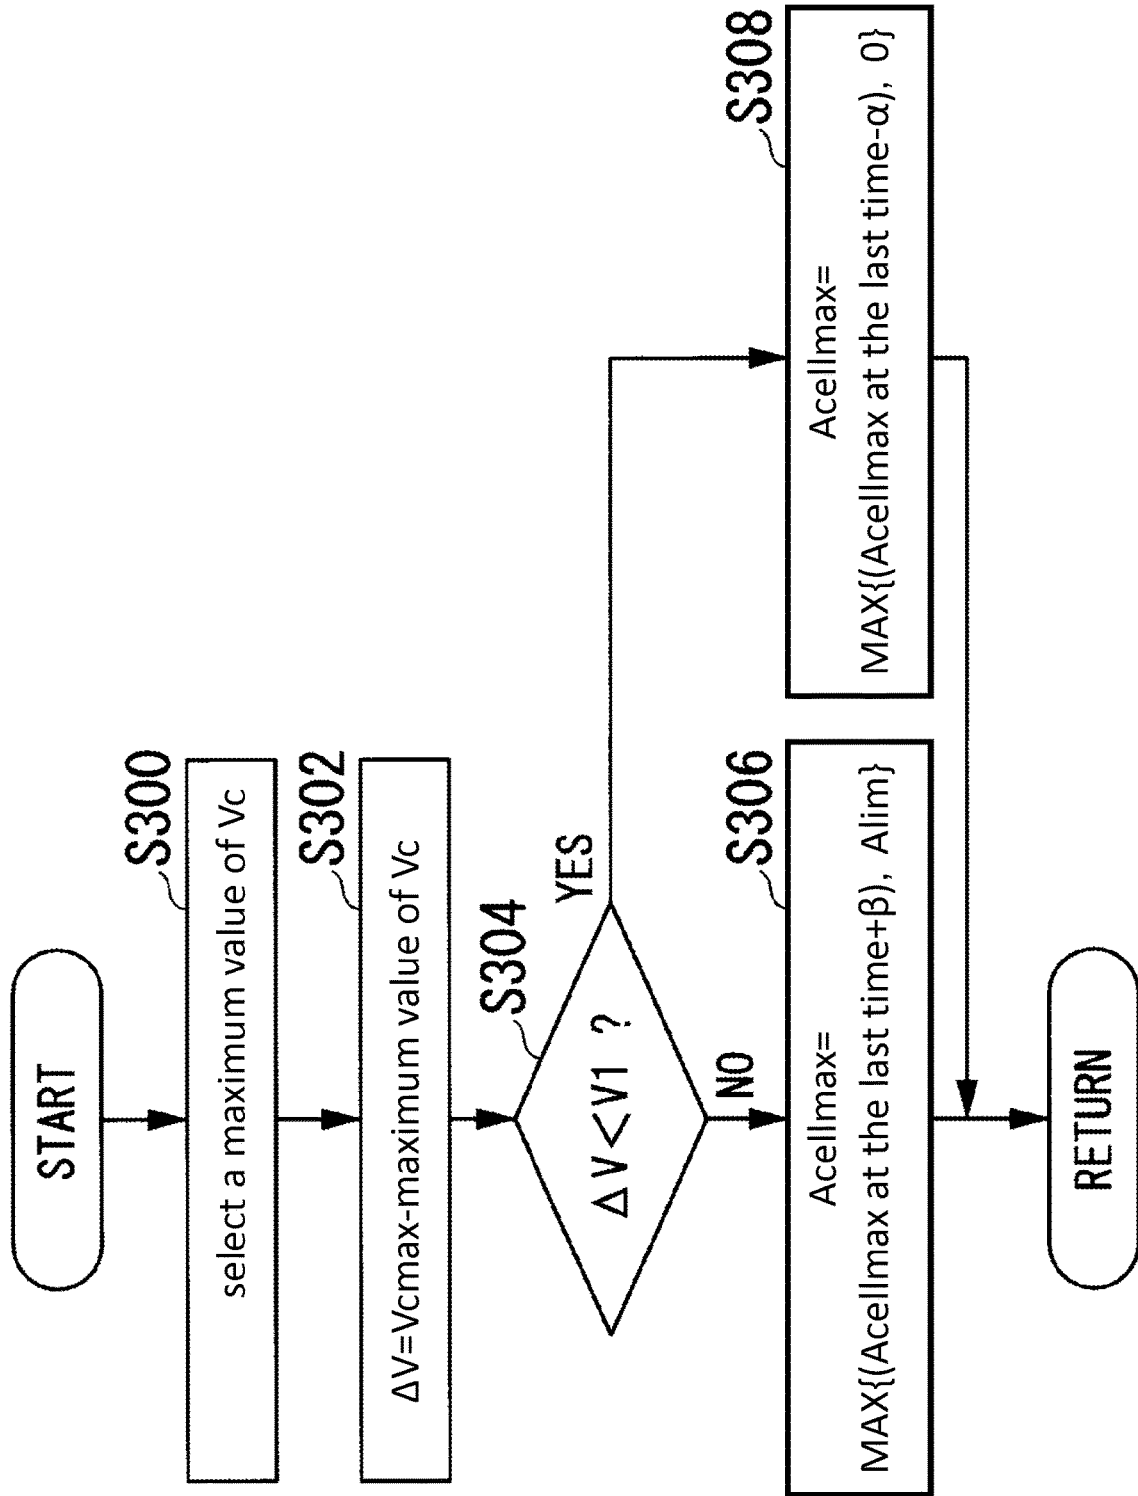 START
S300
select a maximum value of Vc
S302
ΔV=Vcmax-maximum value of Vc
S304
ΔV<V1 ?
YES
NO
S306
Acellmax=
MAX{(Acellmax at the last time+β), Alim}
S308
Acellmax=
MAX{(Acellmax at the last time-α), 0}
RETURN